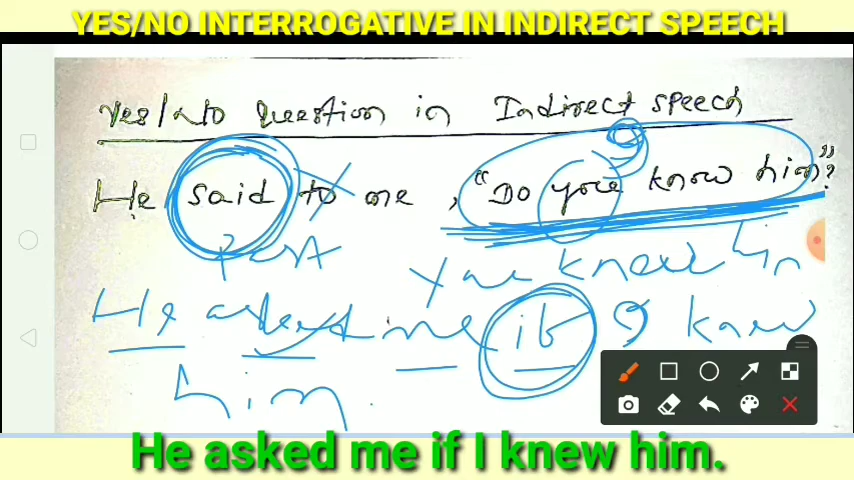 YES/NO INTERROGATIVE IN INDIRECT SPEECH
Yes/No Question in Indirect speech
He said to me, "Do you know him"?
Past
You knew him
He asked me if I knew
him.
He asked me if I knew him.